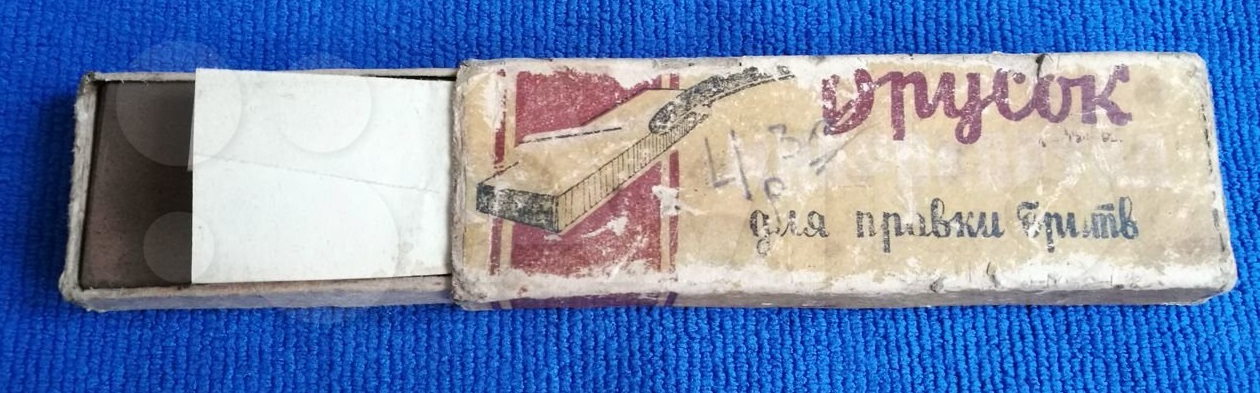 Брусок
для правки бритв